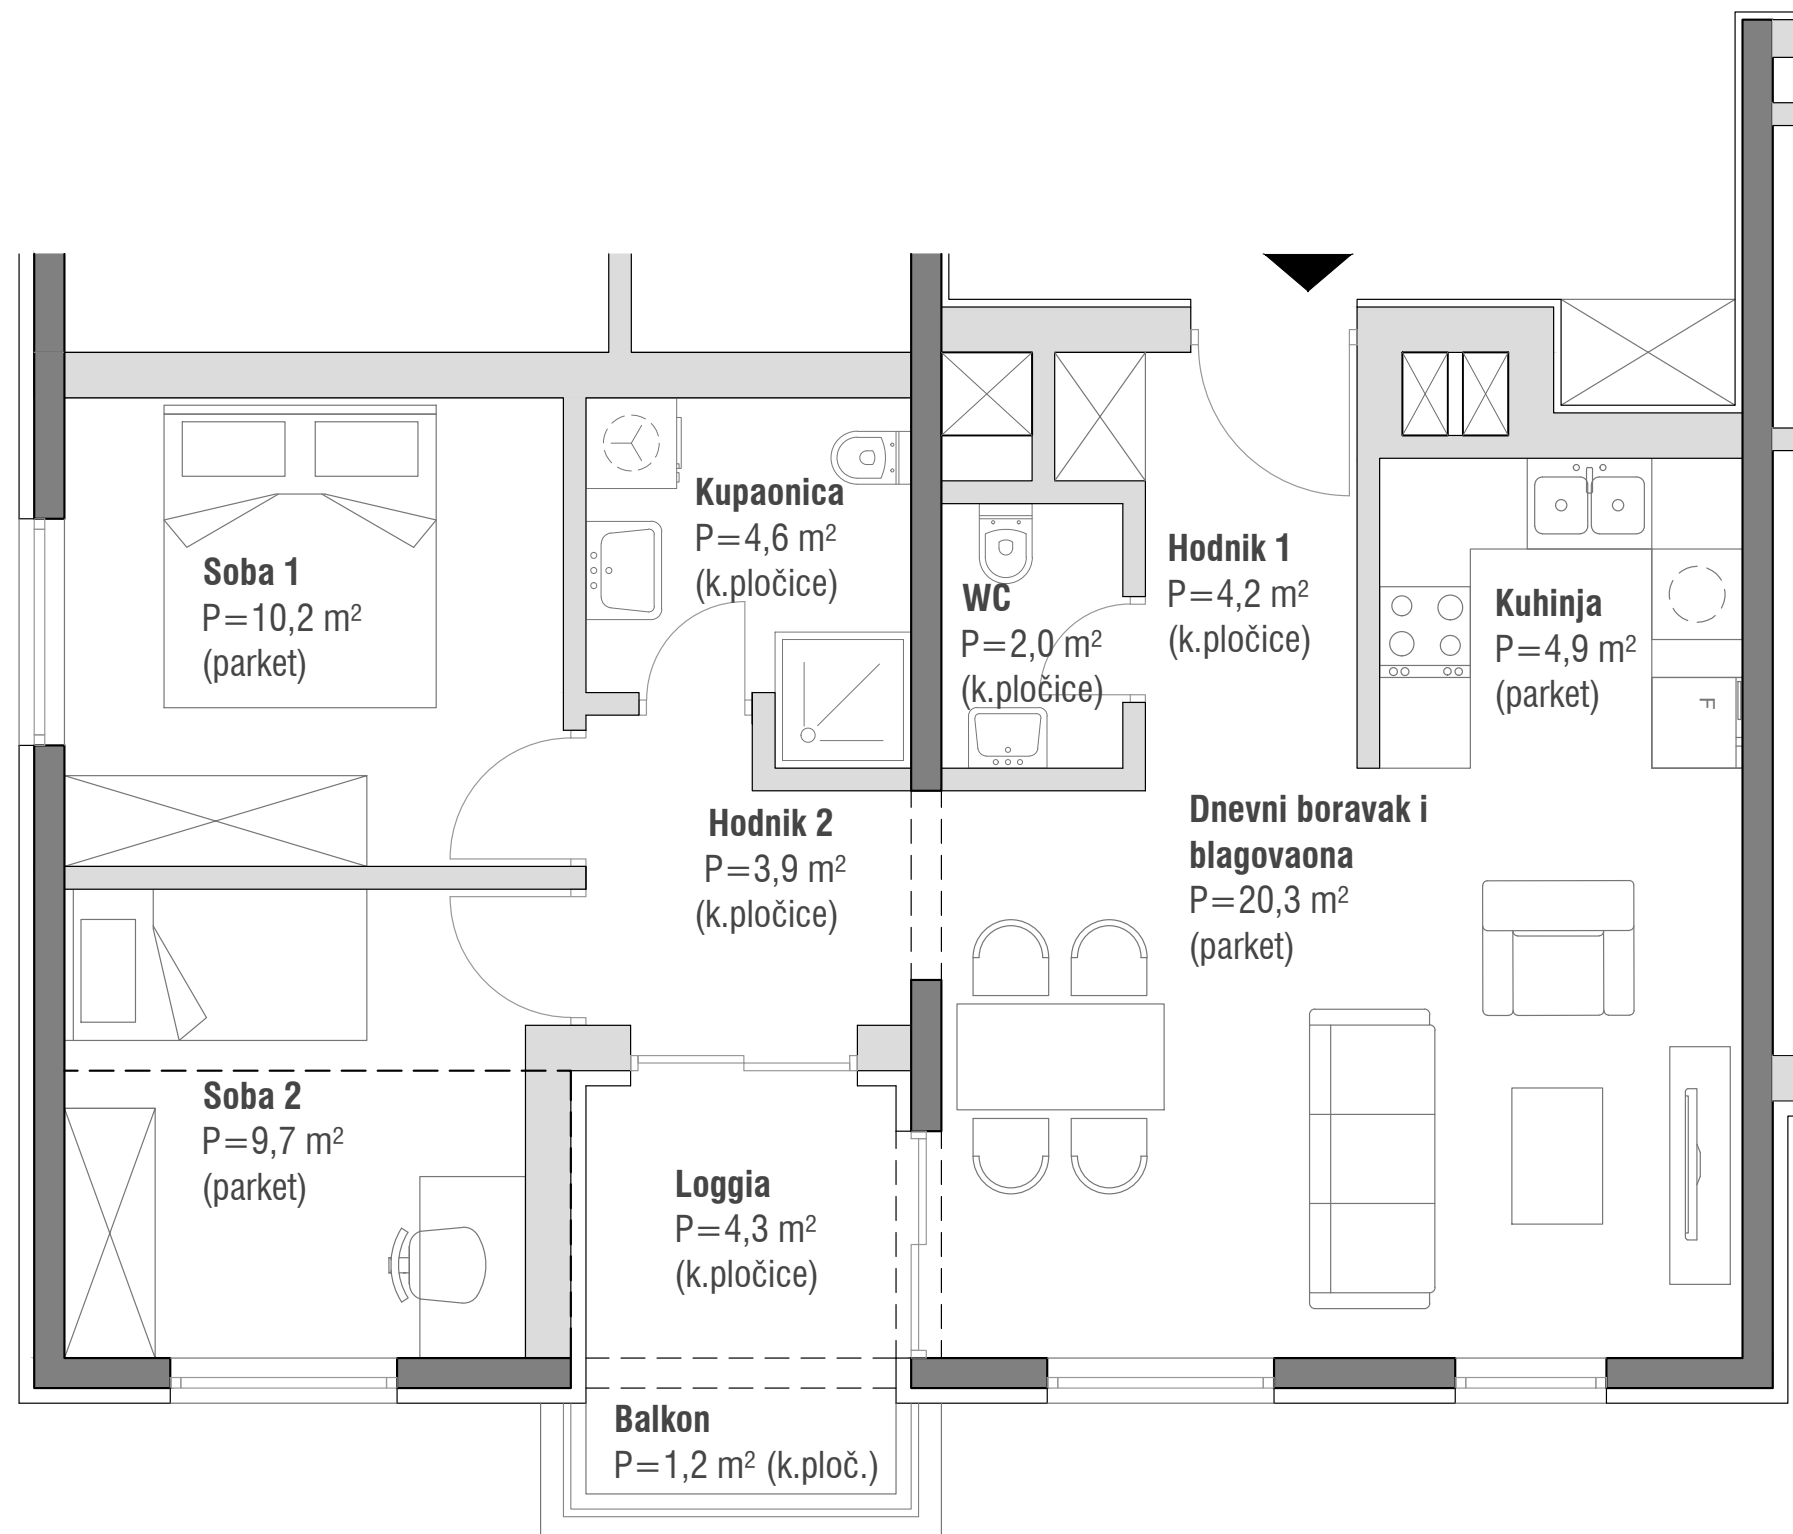 Kupaonica
P=4,6 m²
(k.pločice)
Soba 1
P=10,2 m²
(parket)
WC
P=2,0 m²
(k.pločice)
Hodnik 1
P=4,2 m²
(k.pločice)
Kuhinja
P=4,9 m²
(parket)
F
Hodnik 2
P=3,9 m²
(k.pločice)
Dnevni boravak i
blagovaona
P=20,3 m²
(parket)
Soba 2
P=9,7 m²
(parket)
Loggia
P=4,3 m²
(k.pločice)
Balkon
P=1,2 m² (k.ploč.)